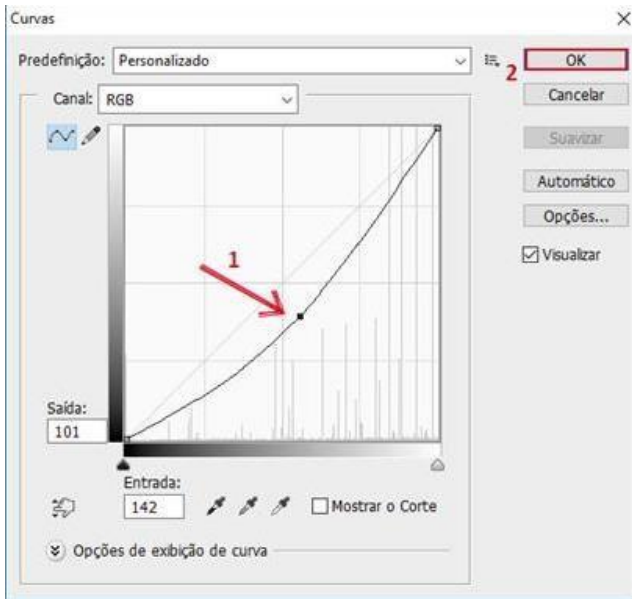 Curvas
Predefinição: Personalizado
2
OK
Canal: RGB
Cancelar
Suavizar
Automático
Opções...
Visualizar
1
Saída:
101
Entrada:
142
Mostrar o Corte
Opções de exibição de curva